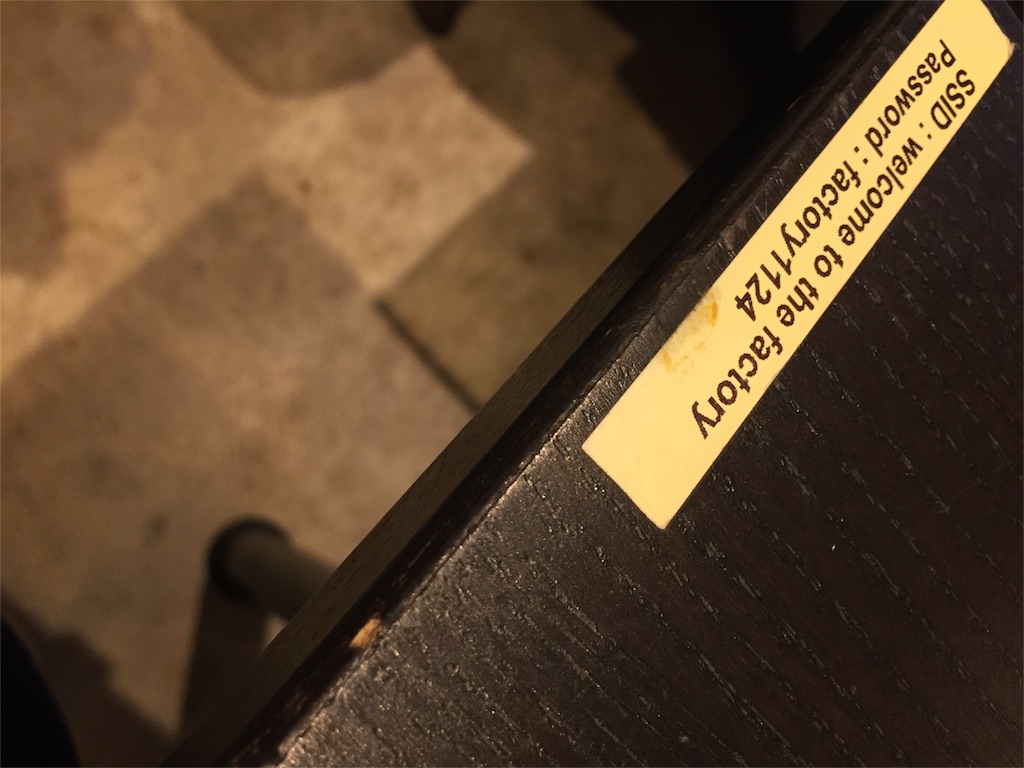 SSID : welcome to the factory
Password : factory1124